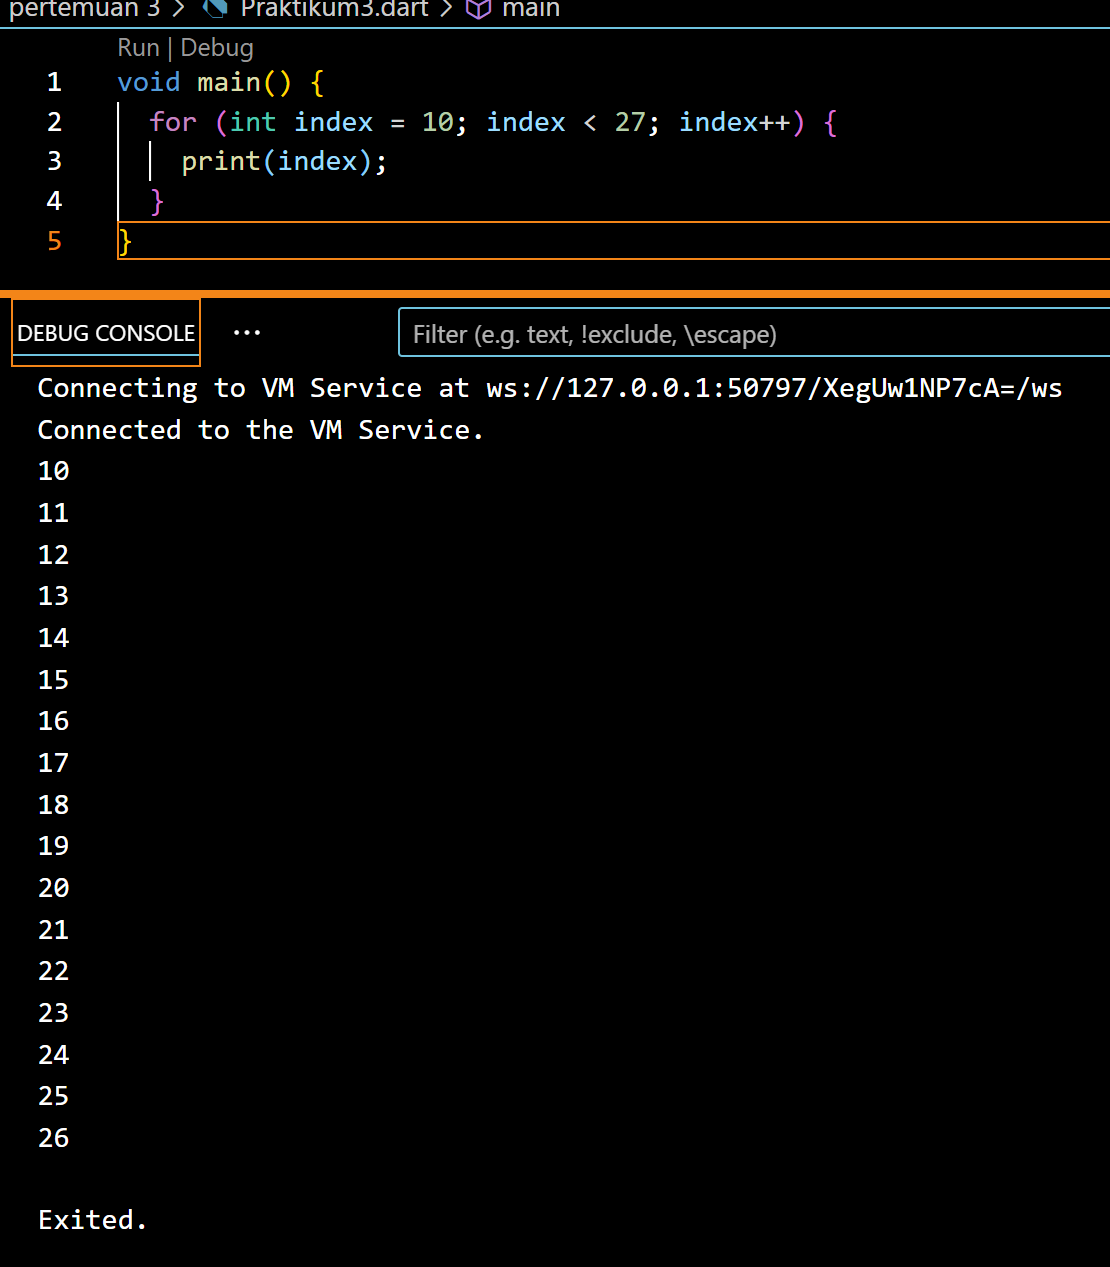 pertemuan 3 > Praktikum3.dart > main
Run | Debug
1 void main() {
2 for (int index = 10; index < 27; index++) {
3 print(index);
4 }
5 }
DEBUG CONSOLE ··· Filter (e.g. text, !exclude, \escape)
Connecting to VM Service at ws://127.0.0.1:50797/XegUw1NP7cA=/ws
Connected to the VM Service.
10
11
12
13
14
15
16
17
18
19
20
21
22
23
24
25
26
Exited.